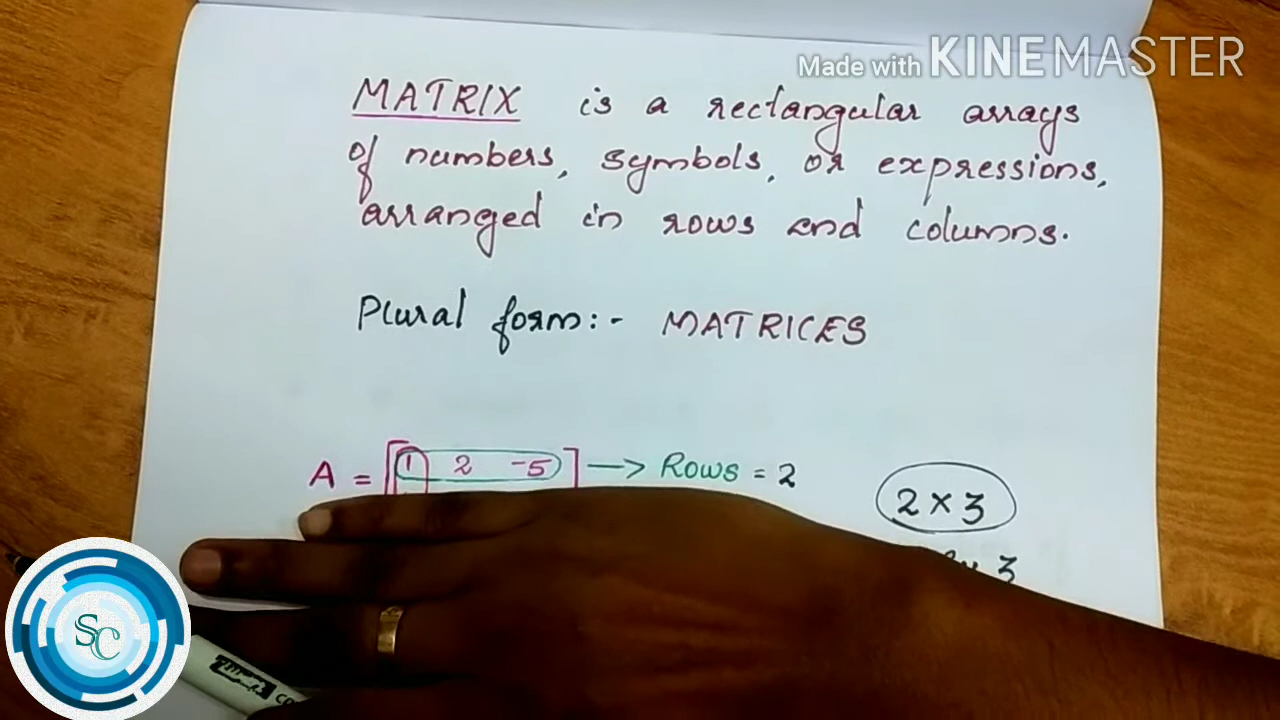 Made with KINEMASTER
MATRIX is a rectangular arrays
of numbers, symbols, or expressions,
arranged in rows and columns.
Plural form:- MATRICES
A = [1 2 -5] → Rows = 2
2 × 3
3
SC